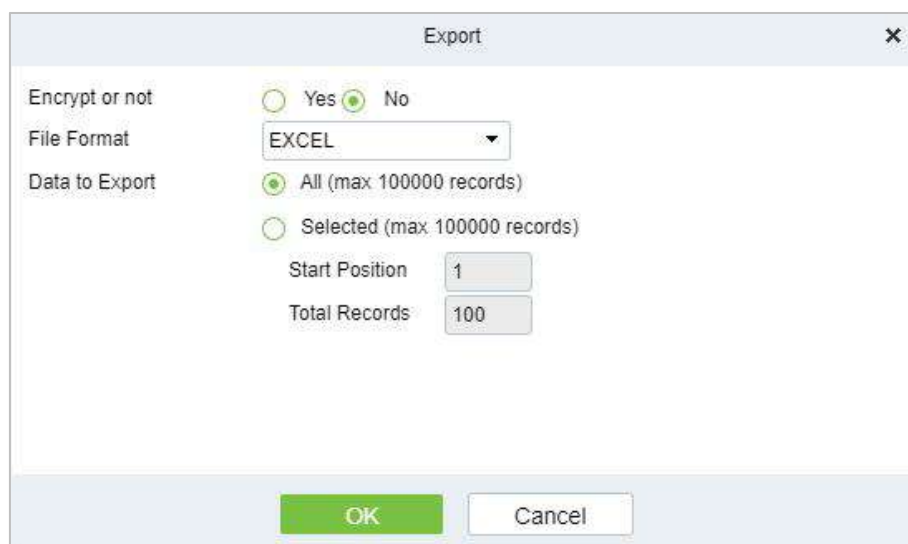 Export
Encrypt or not Yes No
File Format EXCEL
Data to Export All (max 100000 records)
Selected (max 100000 records)
Start Position 1
Total Records 100
OK Cancel